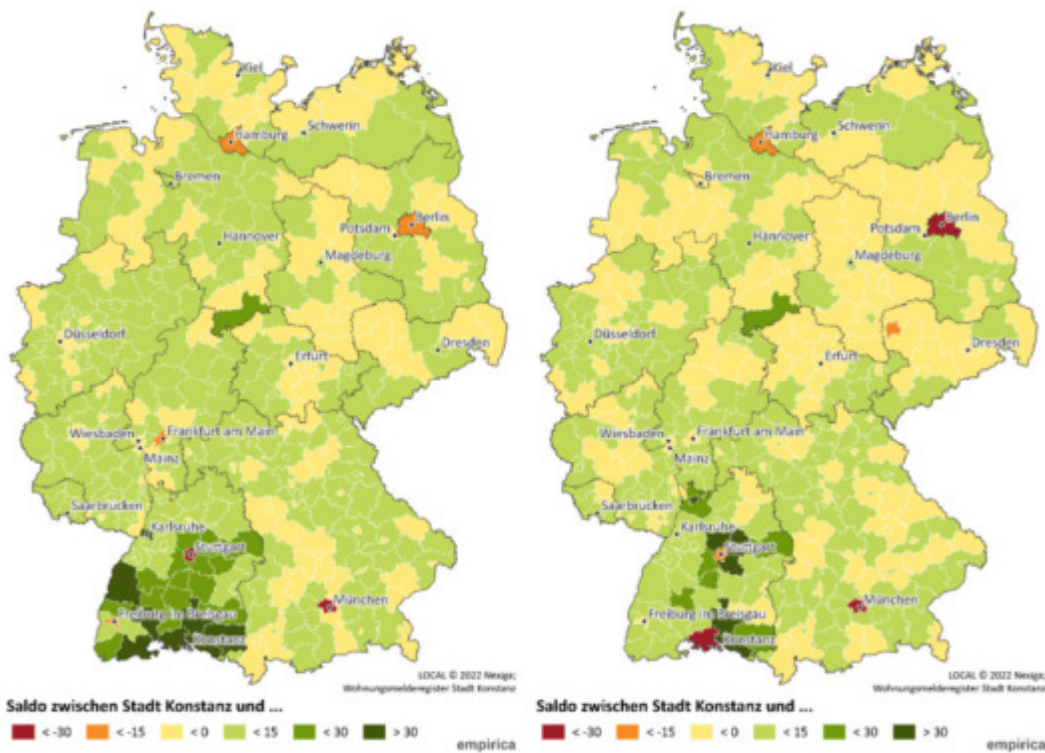 Kiel
Hamburg
Schwerin
Bremen
Berlin
Potsdam
Hannover
Magdeburg
Düsseldorf
Dresden
Erfurt
Wiesbaden
Frankfurt am Main
Mainz
Saarbrücken
Karlsruhe
Stuttgart
München
Freiburg im Breisgau
Konstanz
LOCAL © 2022 Nexiga;
Wohnungsmelderegister Stadt Konstanz
Saldo zwischen Stadt Konstanz und ...
< -30 < -15 < 0 < 15 < 30 > 30
empirica
Kiel
Hamburg
Schwerin
Bremen
Berlin
Potsdam
Hannover
Magdeburg
Düsseldorf
Dresden
Erfurt
Wiesbaden
Frankfurt am Main
Mainz
Saarbrücken
Karlsruhe
Stuttgart
München
Freiburg im Breisgau
Konstanz
LOCAL © 2022 Nexiga;
Wohnungsmelderegister Stadt Konstanz
Saldo zwischen Stadt Konstanz und ...
< -30 < -15 < 0 < 15 < 30 > 30
empirica